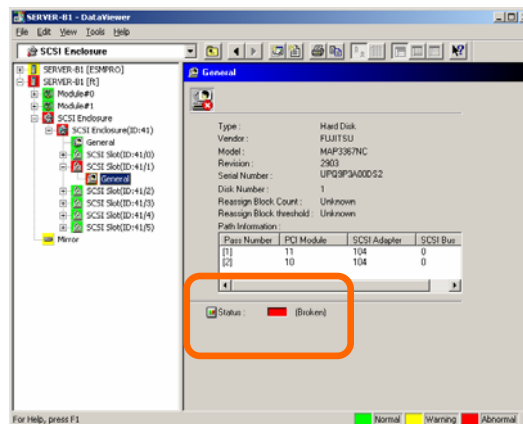 SERVER-B1 - DataViewer
File Edit View Tools Help
SCSI Enclosure
SERVER-B1 [ESMPRO]
SERVER-B1 [ft]
Module#0
Module#1
SCSI Endosure
SCSI Enclosure(ID:41)
General
SCSI Slot(ID:41/0)
SCSI Slot(ID:41/1)
General
SCSI Slot(ID:41/2)
SCSI Slot(ID:41/3)
SCSI Slot(ID:41/4)
SCSI Slot(ID:41/5)
Mirror
General
Type : Hard Disk
Vendor : FUJITSU
Model : MAP3367NC
Revision : 2903
Serial Number : UPQ9P3A00DS2
Disk Number : 1
Reassign Block Count : Unknown
Reassign Block threshold : Unknown
Path Information :
Pass Number PCI Module SCSI Adapter SCSI Bus
[1] 11 104 0
[2] 10 104 0
Status : (Broken)
For Help, press F1
Normal Warning Abnormal